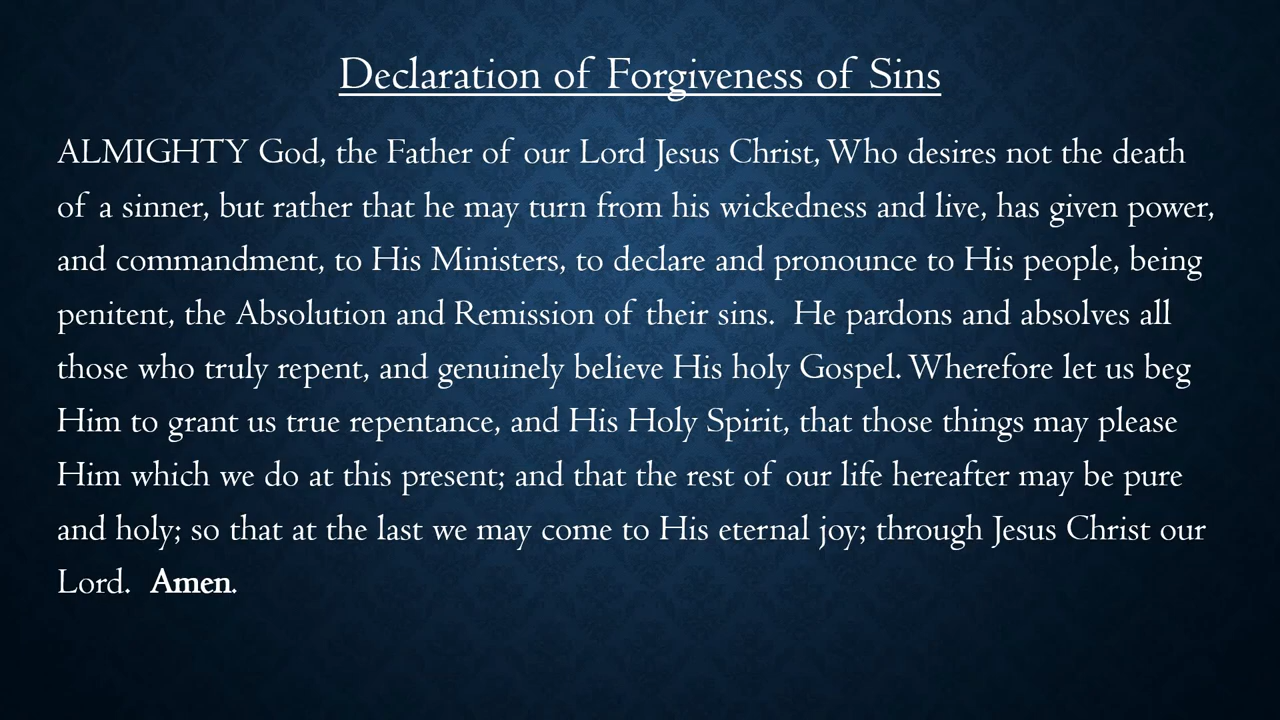 Declaration of Forgiveness of Sins
ALMIGHTY God, the Father of our Lord Jesus Christ, Who desires not the death
of a sinner, but rather that he may turn from his wickedness and live, has given power,
and commandment, to His Ministers, to declare and pronounce to His people, being
penitent, the Absolution and Remission of their sins.  He pardons and absolves all
those who truly repent, and genuinely believe His holy Gospel. Wherefore let us beg
Him to grant us true repentance, and His Holy Spirit, that those things may please
Him which we do at this present; and that the rest of our life hereafter may be pure
and holy; so that at the last we may come to His eternal joy; through Jesus Christ our
Lord.  Amen.